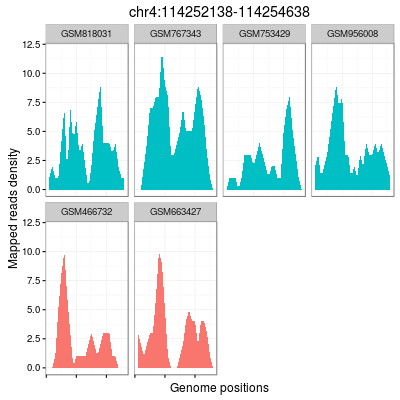 chr4:114252138-114254638
GSM818031 GSM767343 GSM753429 GSM956008
12.5
10.0
7.5
5.0
2.5
0.0
GSM466732 GSM663427
12.5
10.0
7.5
5.0
2.5
0.0
Mapped reads density
Genome positions